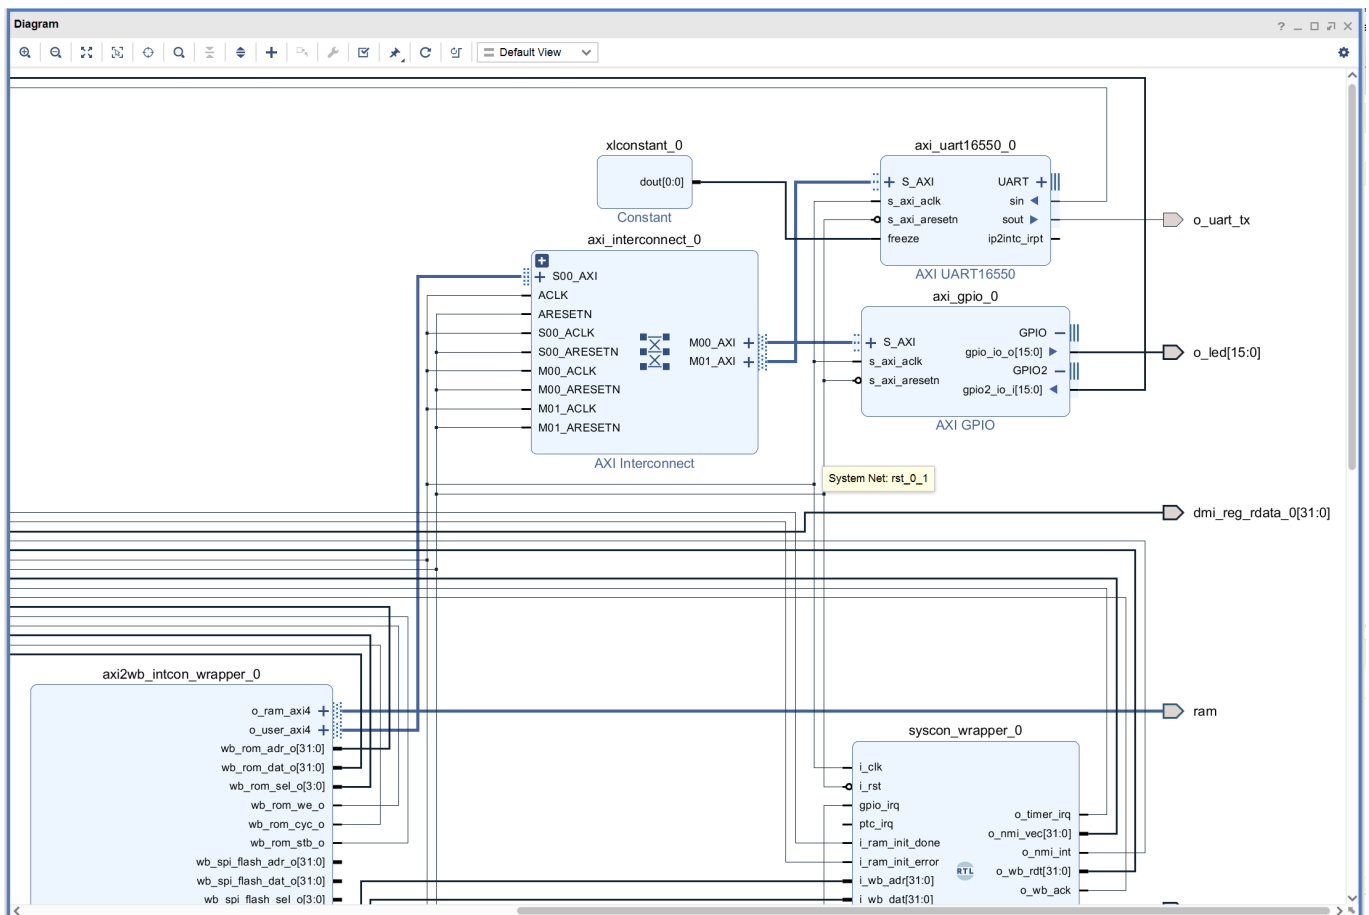 Diagram
Default View
xlconstant_0
dout[0:0]
Constant
axi_uart16550_0
S_AXI
s_axi_aclk
s_axi_aresetn
freeze
UART
sin
sout
ip2intc_irpt
AXI UART16550
o_uart_tx
axi_interconnect_0
S00_AXI
ACLK
ARESETN
S00_ACLK
S00_ARESETN
M00_ACLK
M00_ARESETN
M01_ACLK
M01_ARESETN
M00_AXI
M01_AXI
AXI Interconnect
axi_gpio_0
S_AXI
s_axi_aclk
s_axi_aresetn
GPIO
gpio_io_o[15:0]
GPIO2
gpio2_io_i[15:0]
AXI GPIO
o_led[15:0]
System Net: rst_0_1
dmi_reg_rdata_0[31:0]
axi2wb_intcon_wrapper_0
o_ram_axi4
o_user_axi4
wb_rom_adr_o[31:0]
wb_rom_dat_o[31:0]
wb_rom_sel_o[3:0]
wb_rom_we_o
wb_rom_cyc_o
wb_rom_stb_o
wb_spi_flash_adr_o[31:0]
wb_spi_flash_dat_o[31:0]
wb_spi_flash_sel_o[3:0]
ram
syscon_wrapper_0
i_clk
i_rst
gpio_irq
ptc_irq
i_ram_init_done
i_ram_init_error
i_wb_adr[31:0]
i_wb_dat[31:0]
RTL
o_timer_irq
o_nmi_vec[31:0]
o_nmi_int
o_wb_rdt[31:0]
o_wb_ack